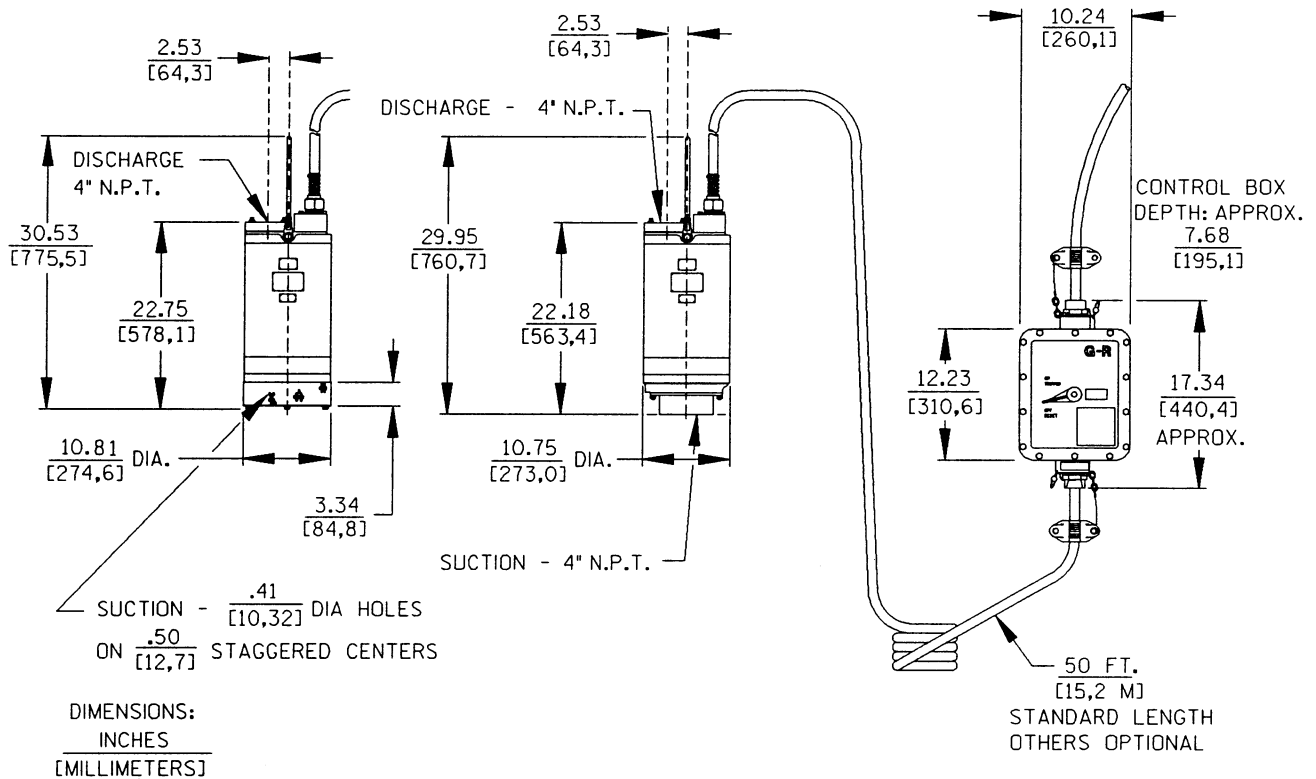 2.53
[64,3]
DISCHARGE
4" N.P.T.
30.53
[775,5]
22.75
[578,1]
10.81 DIA.
[274,6]
3.34
[84,8]
SUCTION - .41 DIA HOLES
[10,32]
ON .50 STAGGERED CENTERS
[12,7]
DIMENSIONS:
INCHES
[MILLIMETERS]
2.53
[64,3]
DISCHARGE - 4" N.P.T.
29.95
[760,7]
22.18
[563,4]
10.75 DIA.
[273,0]
SUCTION - 4" N.P.T.
10.24
[260,1]
CONTROL BOX
DEPTH: APPROX.
7.68
[195,1]
G-R
12.23
[310,6]
17.34
[440,4]
APPROX.
50 FT.
[15,2 M]
STANDARD LENGTH
OTHERS OPTIONAL